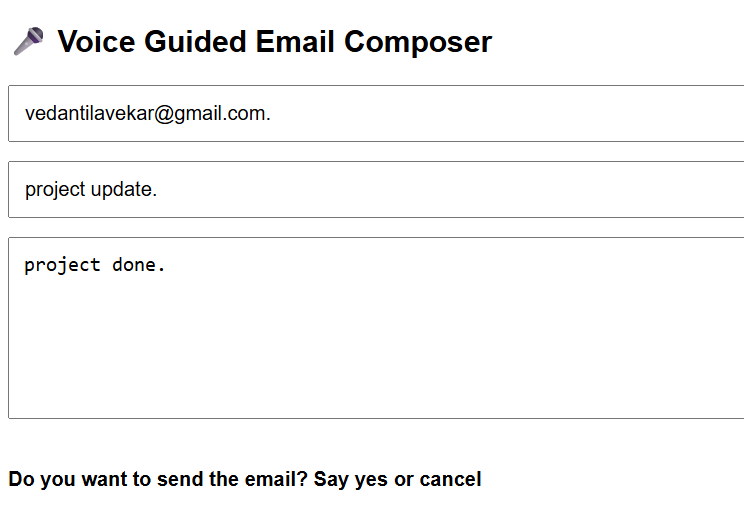 🎤 Voice Guided Email Composer
vedantilavekar@gmail.com.
project update.
project done.
Do you want to send the email? Say yes or cancel